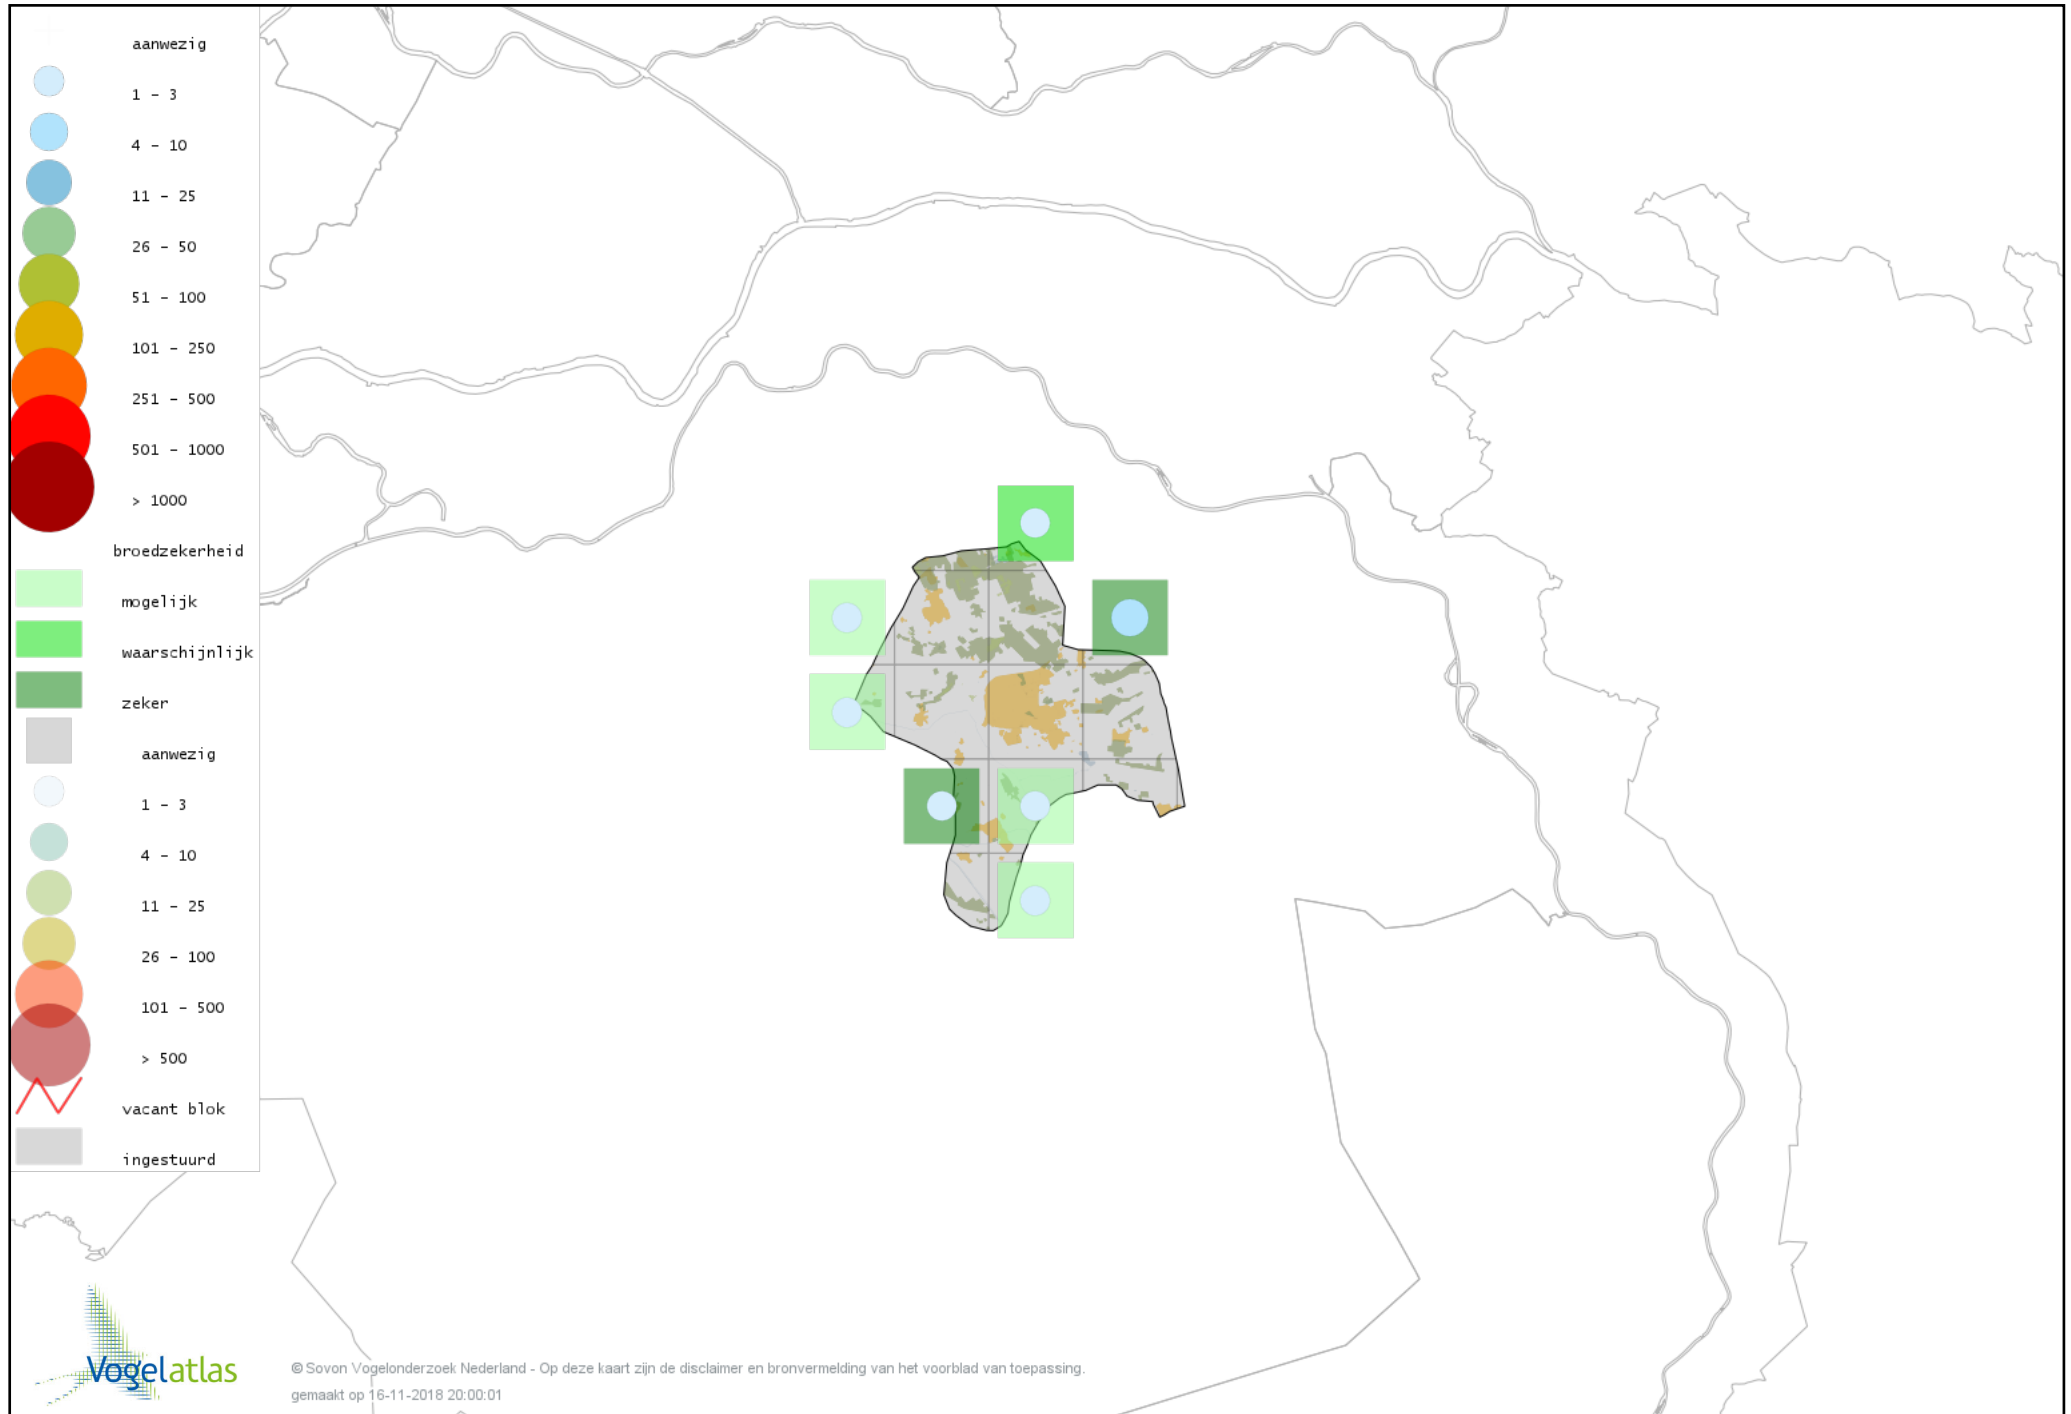 aanwezig
1 - 3
4 - 10
11 - 25
26 - 50
51 - 100
101 - 250
251 - 500
501 - 1000
> 1000
broedzekerheid
mogelijk
waarschijnlijk
zeker
aanwezig
1 - 3
4 - 10
11 - 25
26 - 100
101 - 500
> 500
vacant blok
ingestuurd
Vogelatlas
© Sovon Vogelonderzoek Nederland - Op deze kaart zijn de disclaimer en bronvermelding van het voorblad van toepassing.
gemaakt op 16-11-2018 20:00:01